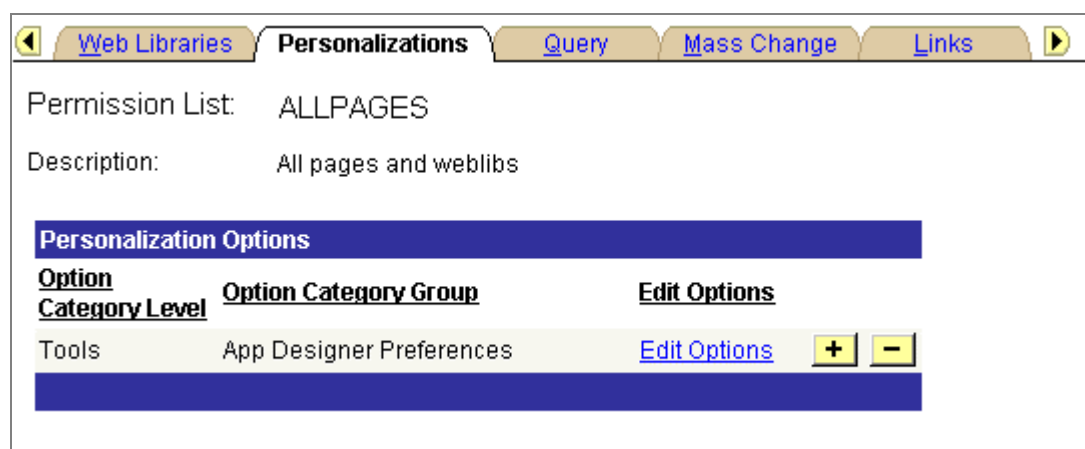 Web Libraries Personalizations Query Mass Change Links
Permission List: ALLPAGES
Description: All pages and weblibs
Personalization Options
Option
Category Level Option Category Group Edit Options
Tools App Designer Preferences Edit Options + −